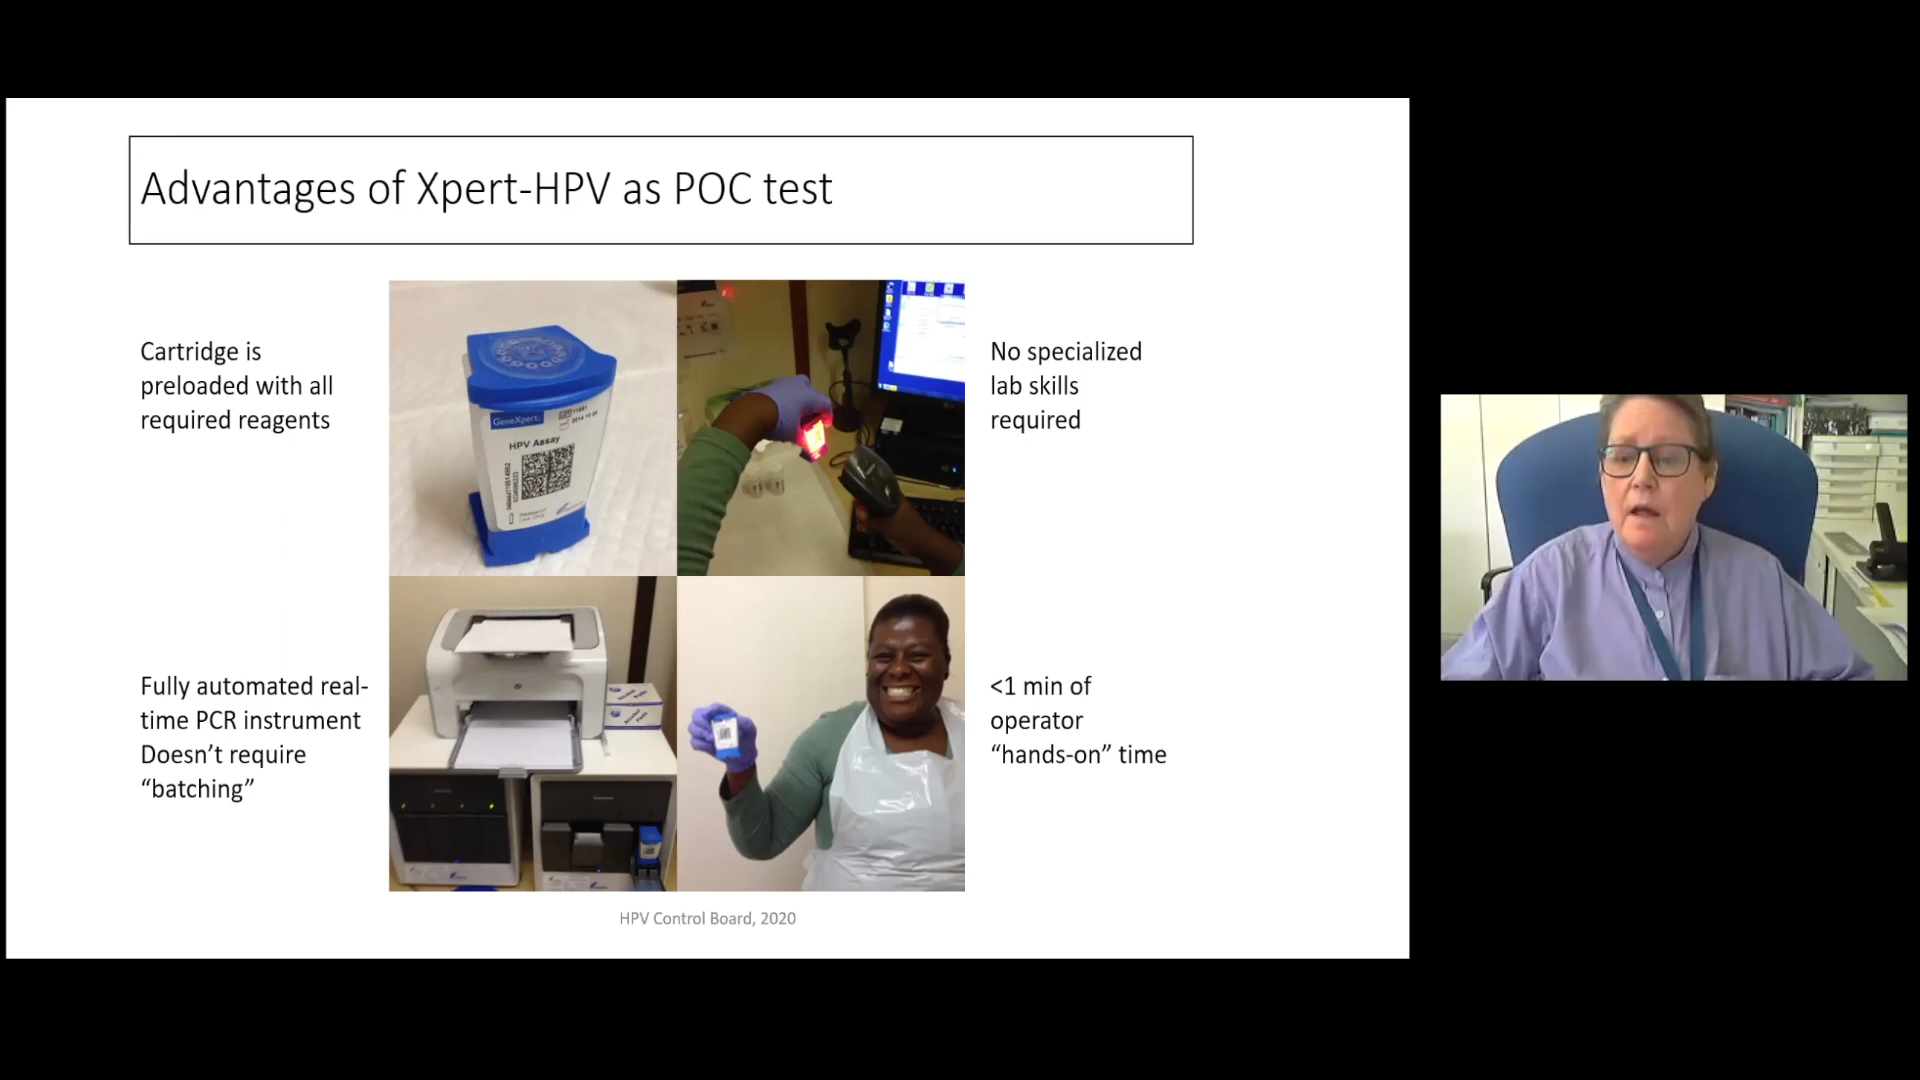 Advantages of Xpert-HPV as POC test
Cartridge is
preloaded with all
required reagents
GeneXpert
HPV Assay
No specialized
lab skills
required
Fully automated real-
time PCR instrument
Doesn’t require
“batching”
<1 min of
operator
“hands-on” time
HPV Control Board, 2020